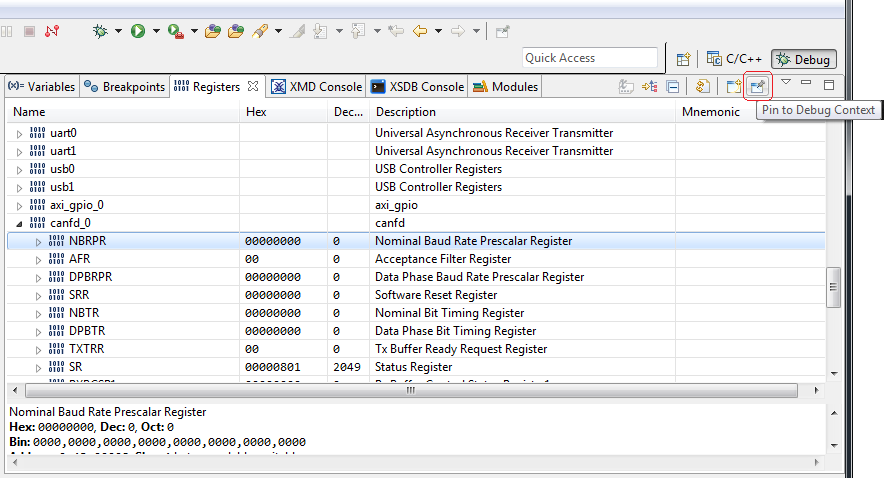 Quick Access
C/C++
Debug
(x)= Variables
Breakpoints
Registers
XMD Console
XSDB Console
Modules
Pin to Debug Context
Name Hex Dec... Description Mnemonic
uart0 Universal Asynchronous Receiver Transmitter
uart1 Universal Asynchronous Receiver Transmitter
usb0 USB Controller Registers
usb1 USB Controller Registers
axi_gpio_0 axi_gpio
canfd_0 canfd
NBRPR 00000000 0 Nominal Baud Rate Prescalar Register
AFR 00 0 Acceptance Filter Register
DPBRPR 00000000 0 Data Phase Baud Rate Prescalar Register
SRR 00000000 0 Software Reset Register
NBTR 00000000 0 Nominal Bit Timing Register
DPBTR 00000000 0 Data Phase Bit Timing Register
TXTRR 00 0 Tx Buffer Ready Request Register
SR 00000801 2049 Status Register
Nominal Baud Rate Prescalar Register
Hex: 00000000, Dec: 0, Oct: 0
Bin: 0000,0000,0000,0000,0000,0000,0000,0000